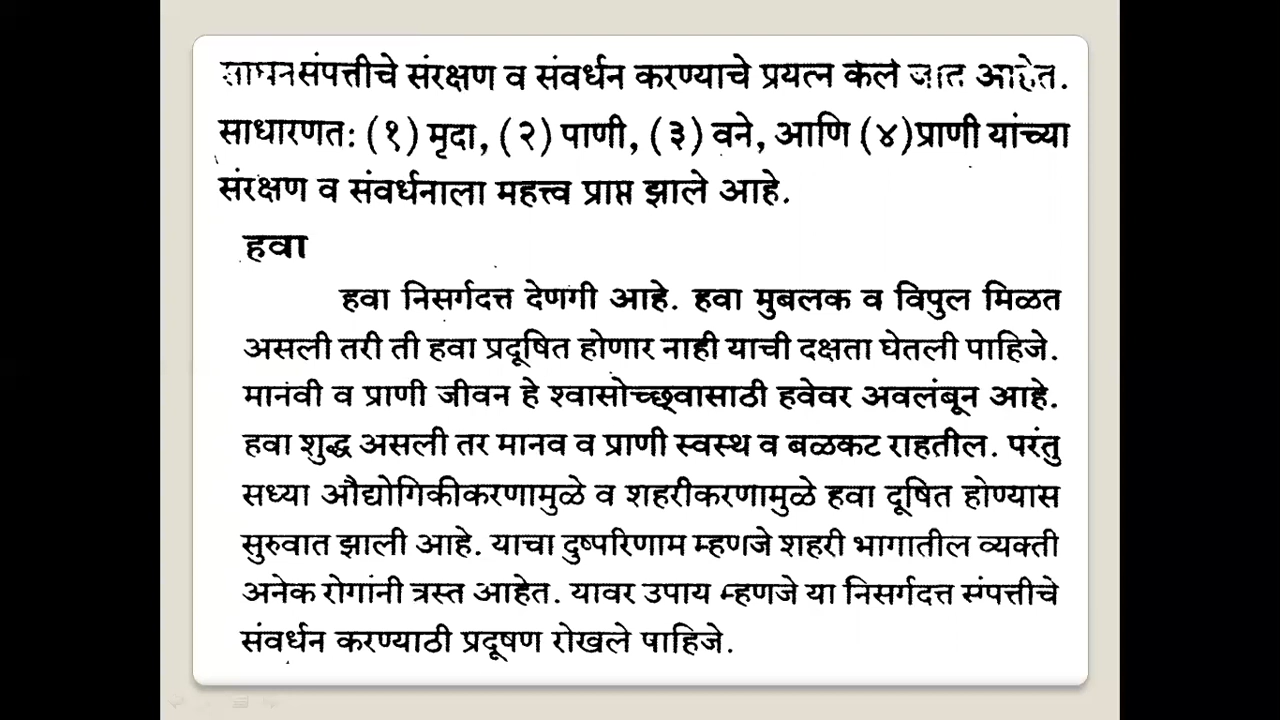 साधनसंपत्तीचे संरक्षण व संवर्धन करण्याचे प्रयत्न केले जात आहेत.
साधारणत: (१) मृदा, (२) पाणी, (३) वने, आणि (४) प्राणी यांच्या
संरक्षण व संवर्धनाला महत्त्व प्राप्त झाले आहे.
हवा
हवा निसर्गदत्त देणगी आहे. हवा मुबलक व विपुल मिळत
असली तरी ती हवा प्रदूषित होणार नाही याची दक्षता घेतली पाहिजे.
मानवी व प्राणी जीवन हे श्वासोच्छ्वासाठी हवेवर अवलंबून आहे.
हवा शुद्ध असली तर मानव व प्राणी स्वस्थ व बळकट राहतील. परंतु
सध्या औद्योगिकीकरणामुळे व शहरीकरणामुळे हवा दूषित होण्यास
सुरुवात झाली आहे. याचा दुष्परिणाम म्हणजे शहरी भागातील व्यक्ती
अनेक रोगांनी त्रस्त आहेत. यावर उपाय म्हणजे या निसर्गदत्त संपत्तीचे
संवर्धन करण्याठी प्रदूषण रोखले पाहिजे.